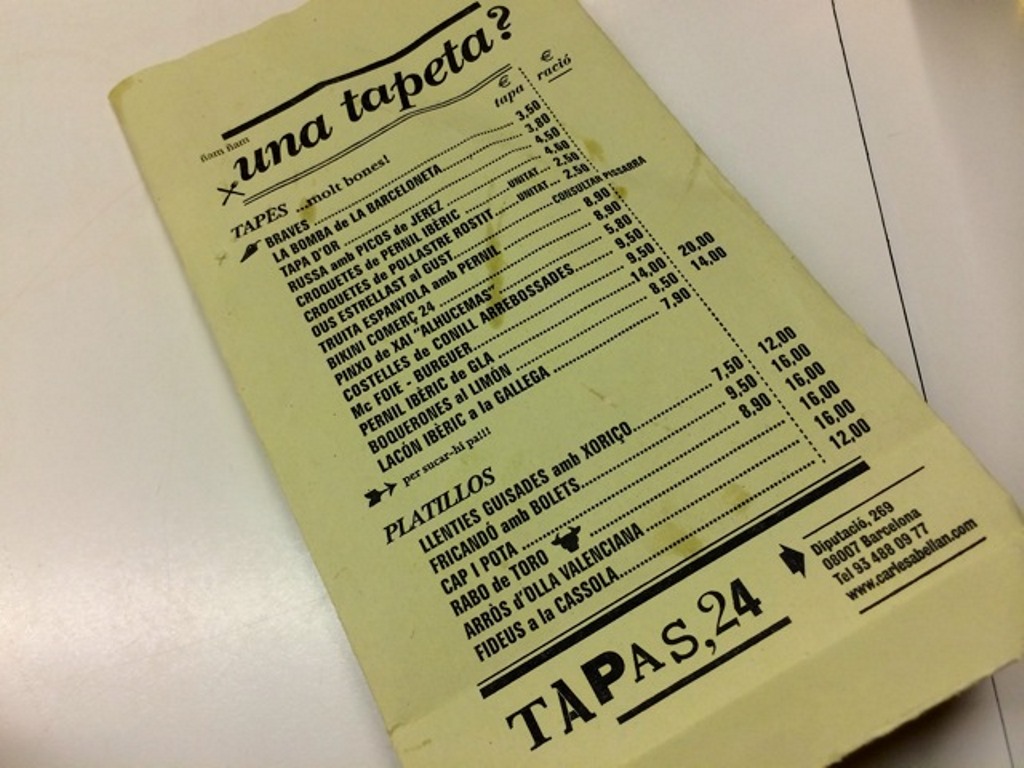 ñam ñam
una tapeta?
€ tapa € ració
TAPES ...molt bones!
BRAVES 3,50
LA BOMBA de LA BARCELONETA 3,80
TAPA D'OR 4,50
RUSSA amb PICOS de JEREZ 4,60
CROQUETES de PERNIL IBÈRIC UNITAT 2,50
CROQUETES de POLLASTRE ROSTIT UNITAT 2,50
OUS ESTRELLAST al GUST CONSULTAR PISSARRA
TRUITA ESPANYOLA amb PERNIL 8,90
BIKINI COMERÇ 24 8,90
PINXO de XAI "ALHUCEMAS" 5,80
COSTELLES de CONILL ARREBOSSADES 9,50
Mc FOIE - BURGUER 9,50
PERNIL IBÈRIC de GLA 14,00 20,00
BOQUERONES al LIMÓN 8,50 14,00
LACÓN IBÈRIC a la GALLEGA 7,90
per sucar-hi pa!!!
PLATILLOS
LLENTIES GUISADES amb XORIÇO 7,50 12,00
FRICANDÓ amb BOLETS 9,50 16,00
CAP I POTA 8,90 16,00
RABO de TORO 16,00
ARRÒS d'OLLA VALENCIANA 16,00
FIDEUS a la CASSOLA 12,00
TAPAS,24
Diputació, 269
08007 Barcelona
Tel 93 488 09 77
www.carlesabellan.com